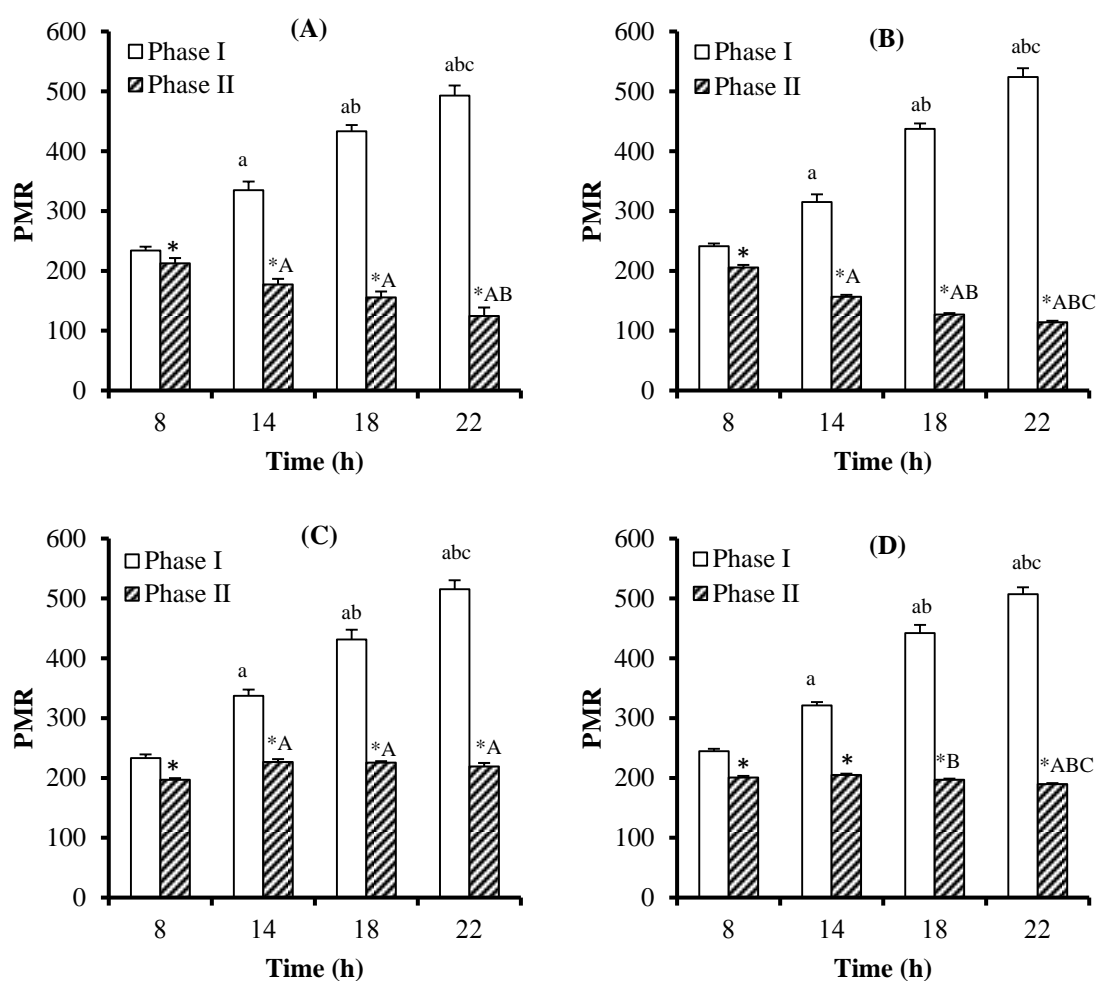 (A)
Phase I
Phase II
PMR
600
500
400
300
200
100
0
a
ab
abc
*
*A
*A
*AB
8 14 18 22
Time (h)
(B)
Phase I
Phase II
PMR
600
500
400
300
200
100
0
a
ab
abc
*
*A
*AB
*ABC
8 14 18 22
Time (h)
(C)
Phase I
Phase II
PMR
600
500
400
300
200
100
0
a
ab
abc
*
*A
*A
*A
8 14 18 22
Time (h)
(D)
Phase I
Phase II
PMR
600
500
400
300
200
100
0
a
ab
abc
*
*
*B
*ABC
8 14 18 22
Time (h)